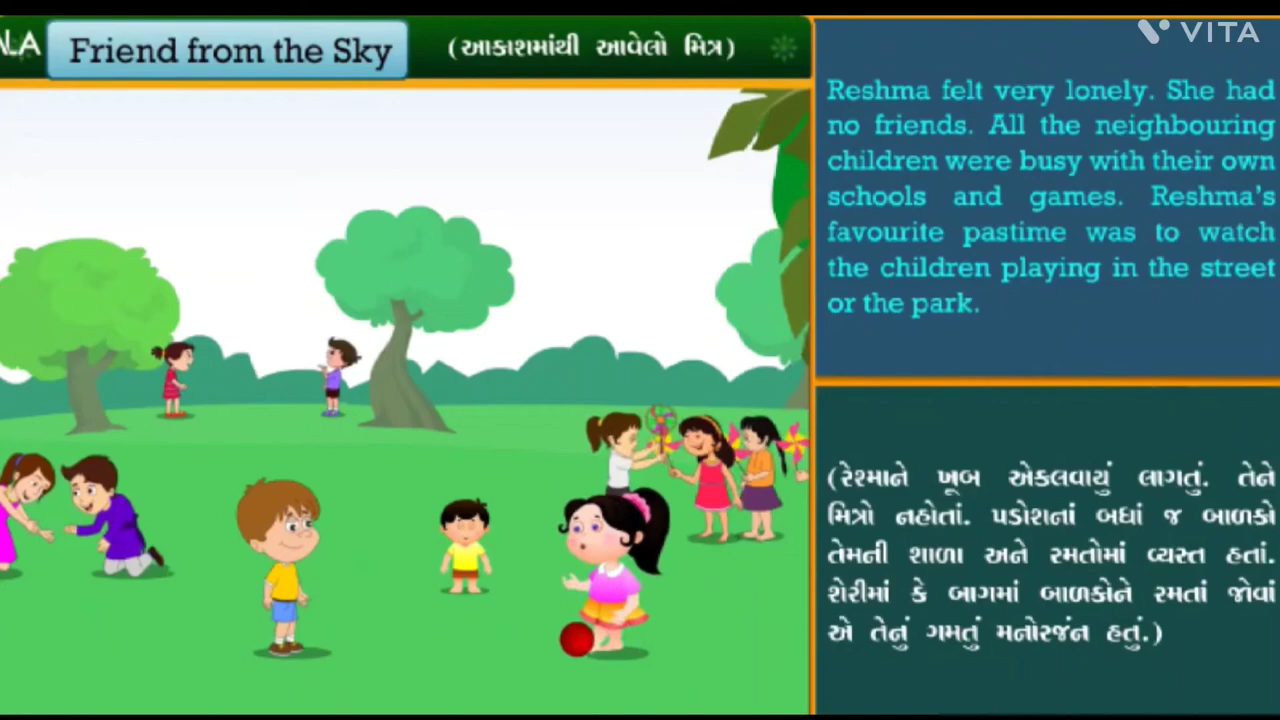 ALA
Friend from the Sky
(આકાશમાંથી આવેલો મિત્ર)
VITA
Reshma felt very lonely. She had
no friends. All the neighbouring
children were busy with their own
schools and games. Reshma's
favourite pastime was to watch
the children playing in the street
or the park.
(રેશ્માને ખૂબ એકલવાયું લાગતું. તેને
મિત્રો નહોતાં. પડોશનાં બધાં જ બાળકો
તેમની શાળા અને રમતોમાં વ્યસ્ત હતાં.
શેરીમાં કે બાગમાં બાળકોને રમતાં જોવાં
એ તેનું ગમતું મનોરજંન હતું.)